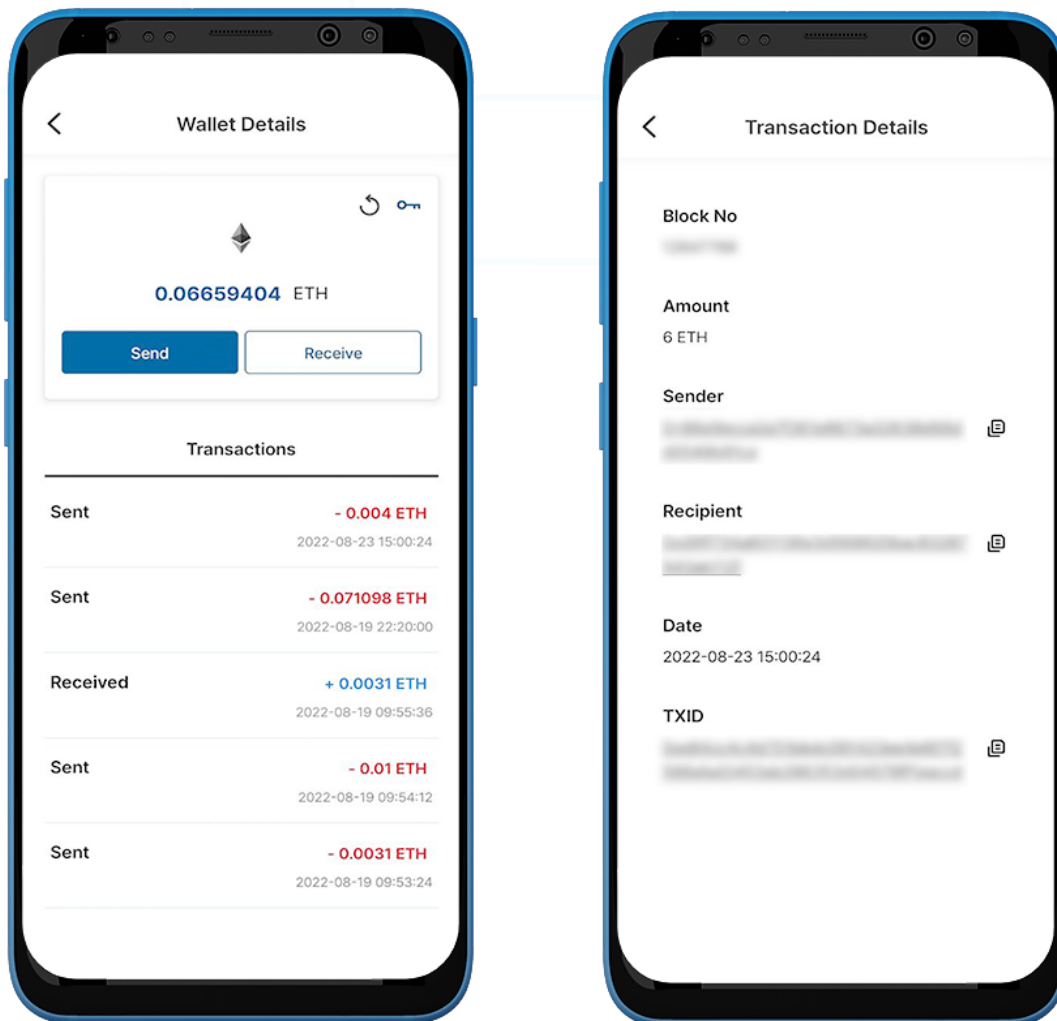 Wallet Details
0.06659404 ETH
Send
Receive
Transactions
Sent
- 0.004 ETH
2022-08-23 15:00:24
Sent
- 0.071098 ETH
2022-08-19 22:20:00
Received
+ 0.0031 ETH
2022-08-19 09:55:36
Sent
- 0.01 ETH
2022-08-19 09:54:12
Sent
- 0.0031 ETH
2022-08-19 09:53:24
Transaction Details
Block No
Amount
6 ETH
Sender
Recipient
Date
2022-08-23 15:00:24
TXID